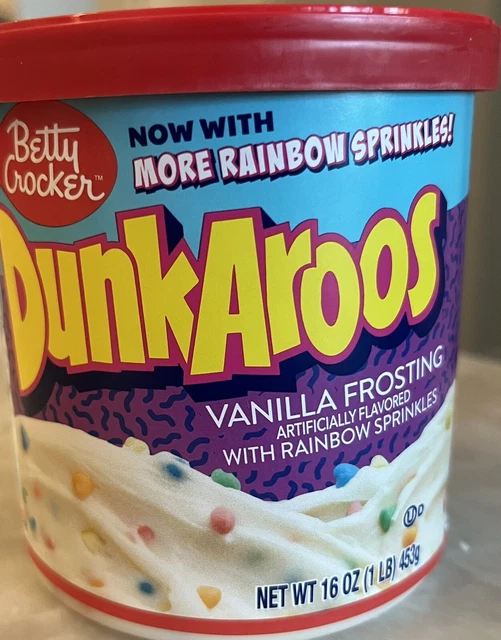 Betty
Crocker™
NOW WITH
MORE RAINBOW SPRINKLES!
DunkAroos
VANILLA FROSTING
ARTIFICIALLY FLAVORED
WITH RAINBOW SPRINKLES
U D
NET WT 16 OZ (1 LB) 453g